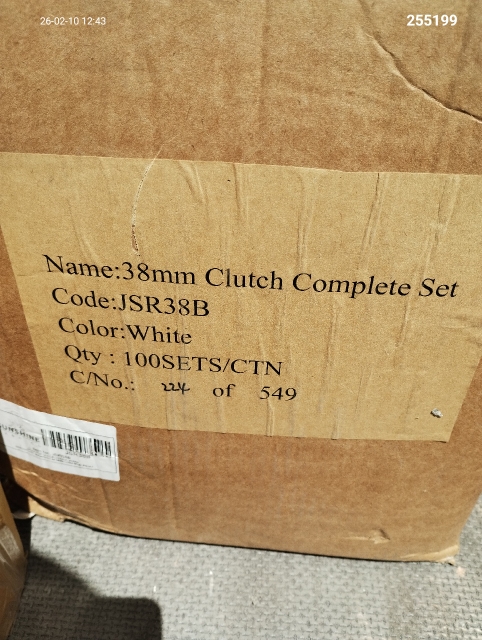 26-02-10 12:43
255199
Name:38mm Clutch Complete Set
Code:JSR38B
Color:White
Qty : 100SETS/CTN
C/No.: 224 of 549